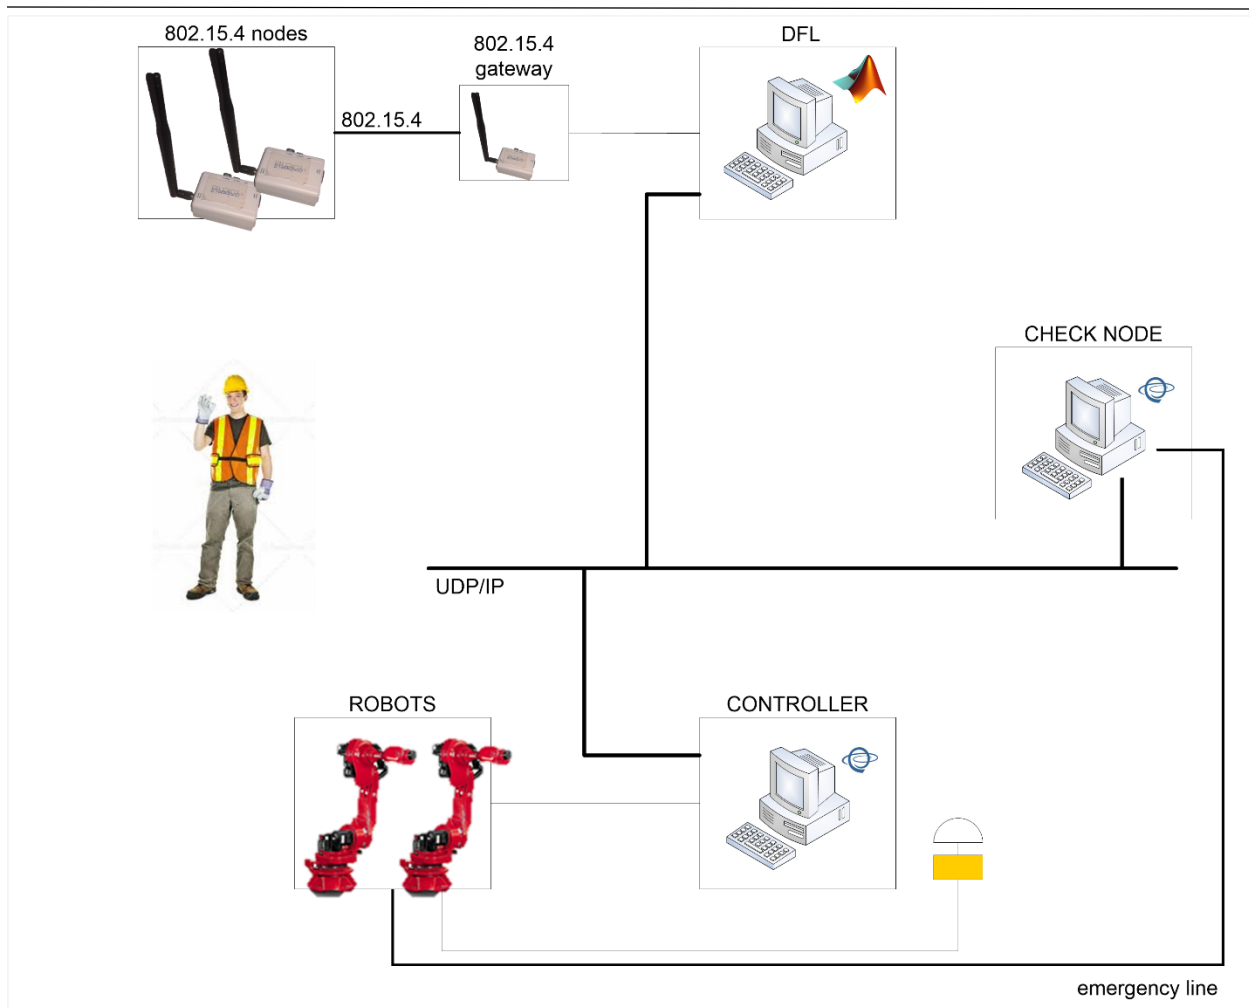 802.15.4 nodes
802.15.4
gateway
DFL
802.15.4
CHECK NODE
UDP/IP
ROBOTS
CONTROLLER
emergency line